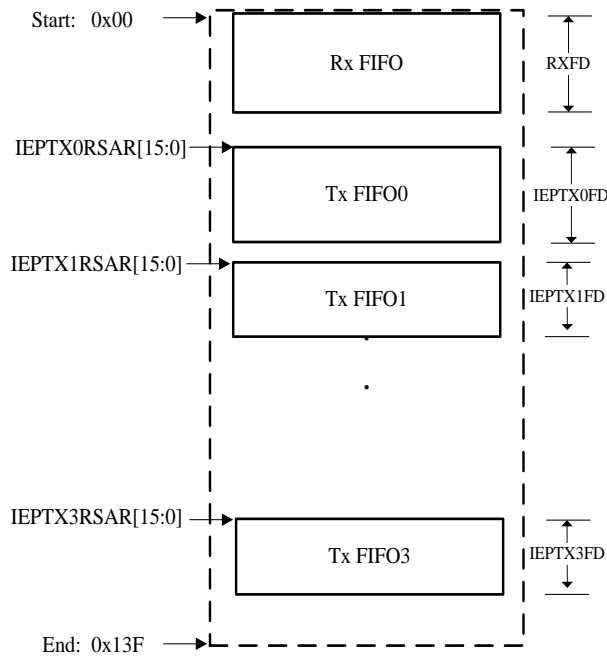 Start: 0x00
Rx FIFO
RXFD
IEPTX0RSAR[15:0]
Tx FIFO0
IEPTX0FD
IEPTX1RSAR[15:0]
Tx FIFO1
IEPTX1FD
IEPTX3RSAR[15:0]
Tx FIFO3
IEPTX3FD
End: 0x13F